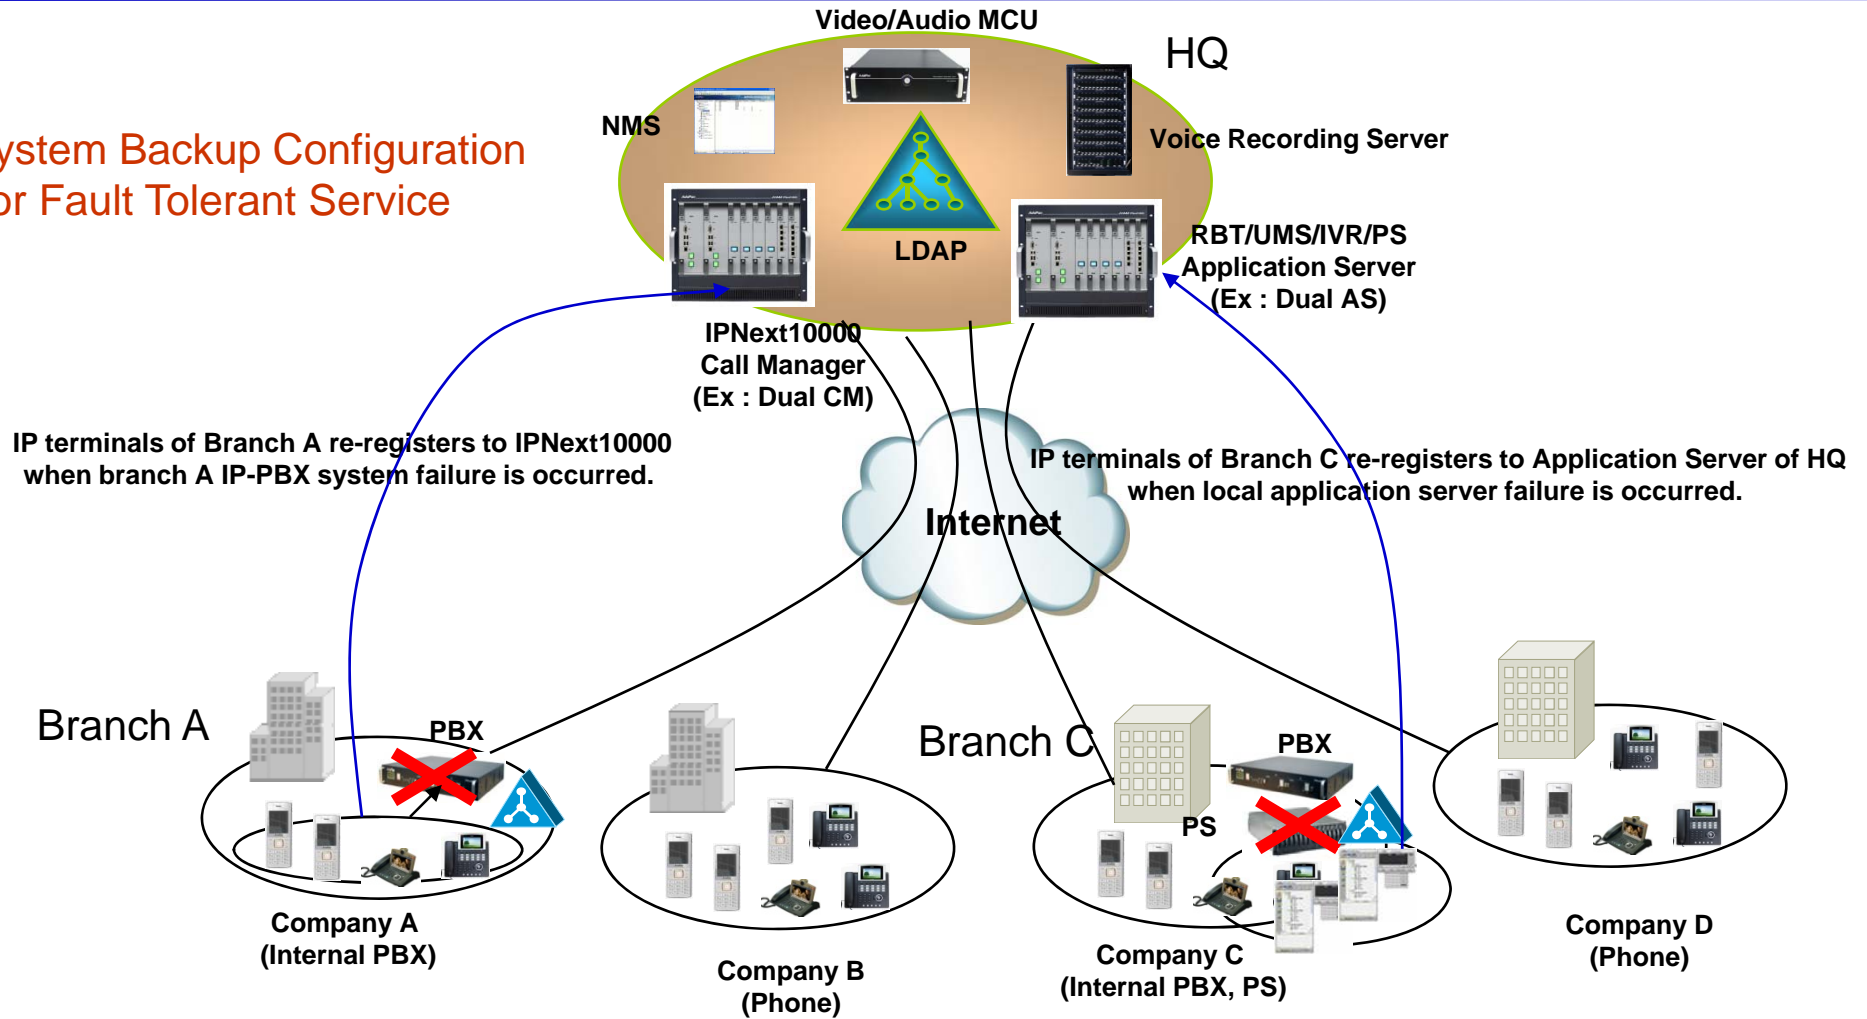 Video/Audio MCU
HQ
NMS
Voice Recording Server
ystem Backup Configuration
or Fault Tolerant Service
LDAP
RBT/UMS/IVR/PS
Application Server
(Ex : Dual AS)
IPNext10000
Call Manager
(Ex : Dual CM)
IP terminals of Branch A re-registers to IPNext10000
when branch A IP-PBX system failure is occurred.
IP terminals of Branch C re-registers to Application Server of HQ
when local application server failure is occurred.
Internet
Branch A
PBX
Branch C
PBX
PS
Company A
(Internal PBX)
Company B
(Phone)
Company C
(Internal PBX, PS)
Company D
(Phone)